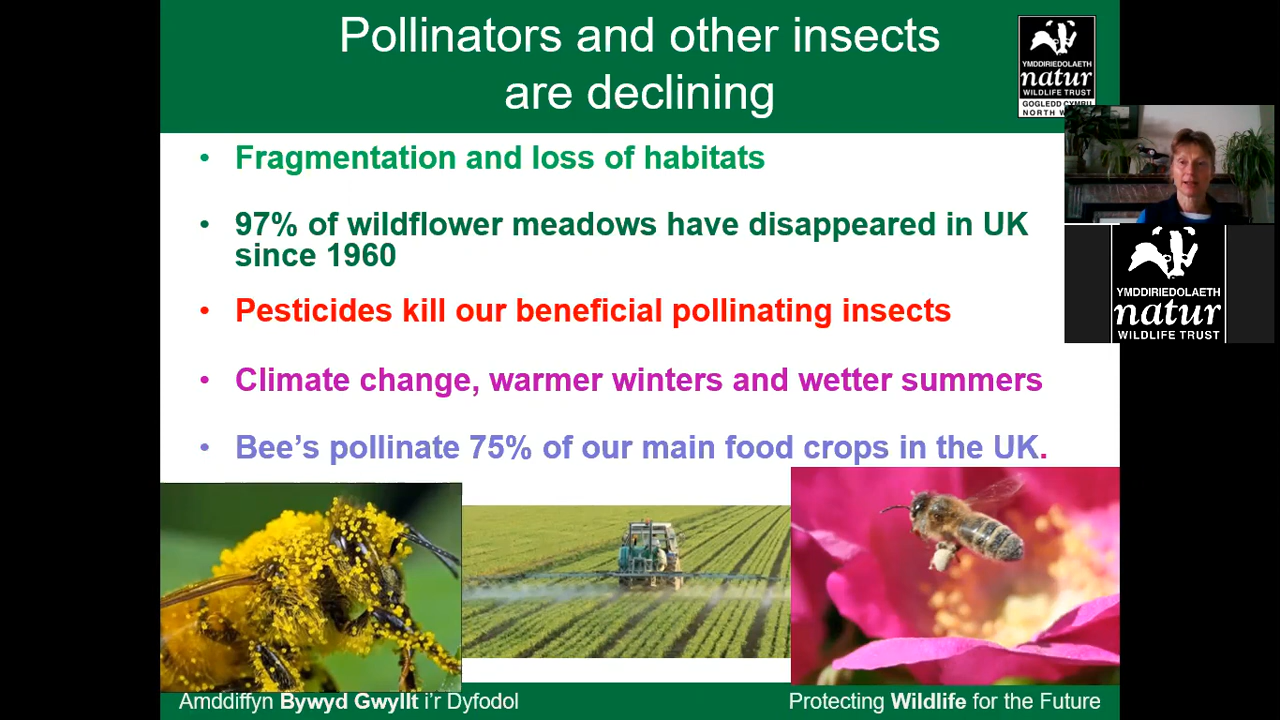 Pollinators and other insects
are declining
YMDDIRIEDOLAETH
natur
WILDLIFE TRUST
GOGLEDD CYMRU
• Fragmentation and loss of habitats
• 97% of wildflower meadows have disappeared in UK
since 1960
• Pesticides kill our beneficial pollinating insects
• Climate change, warmer winters and wetter summers
• Bee’s pollinate 75% of our main food crops in the UK.
YMDDIRIEDOLAETH
natur
WILDLIFE TRUST
Amddiffyn Bywyd Gwyllt i’r Dyfodol
Protecting Wildlife for the Future